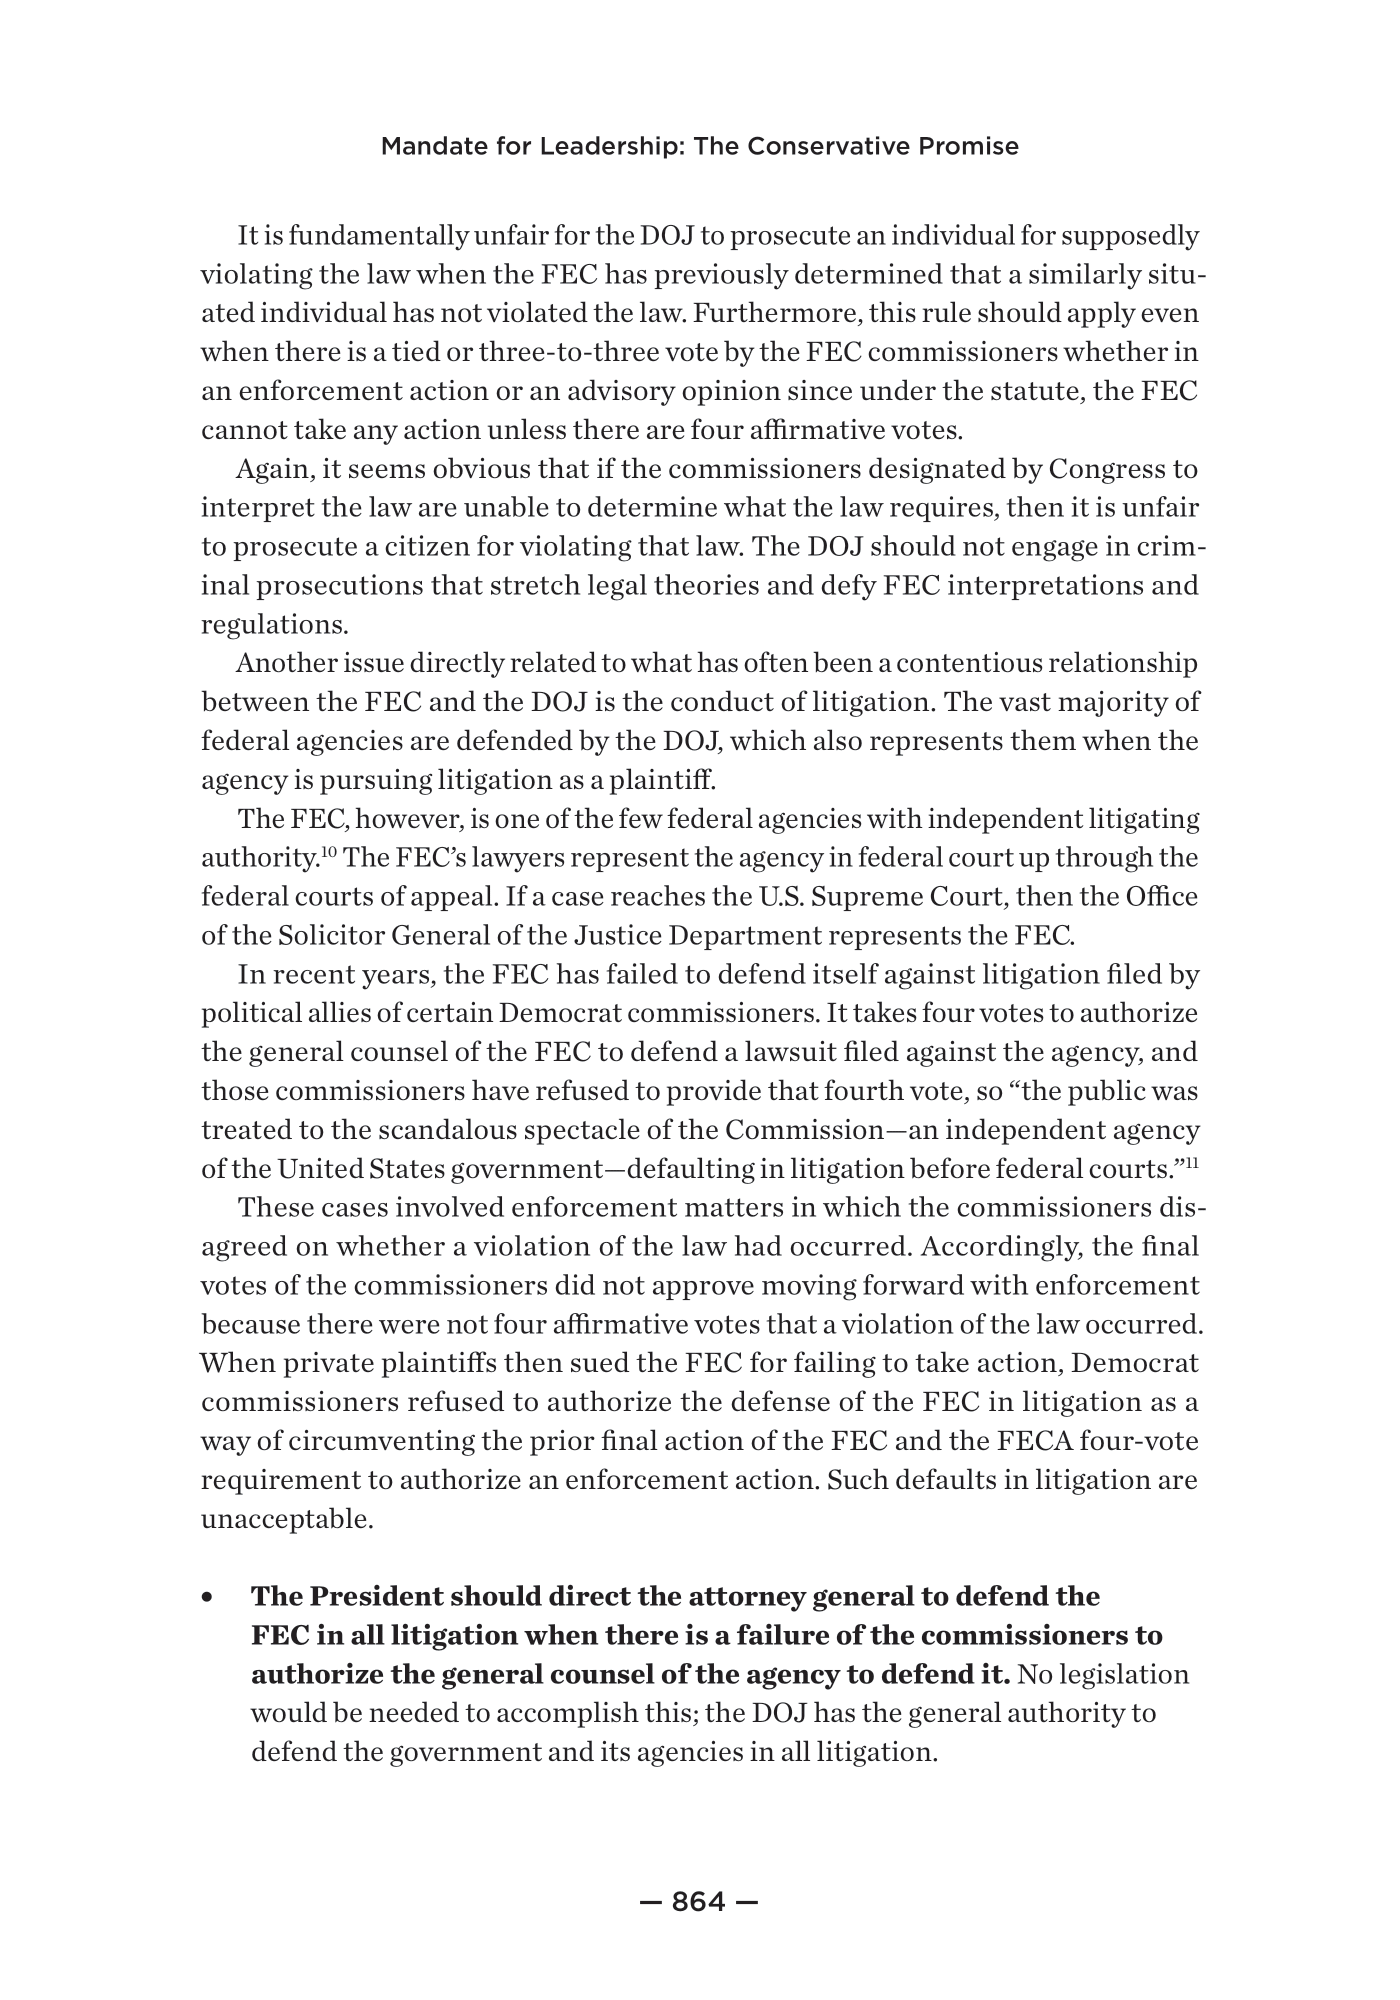 Mandate for Leadership: The Conservative Promise
It is fundamentally unfair for the DOJ to prosecute an individual for supposedly
violating the law when the FEC has previously determined that a similarly situ-
ated individual has not violated the law. Furthermore, this rule should apply even
when there is a tied or three-to-three vote by the FEC commissioners whether in
an enforcement action or an advisory opinion since under the statute, the FEC
cannot take any action unless there are four affirmative votes.
Again, it seems obvious that if the commissioners designated by Congress to
interpret the law are unable to determine what the law requires, then it is unfair
to prosecute a citizen for violating that law. The DOJ should not engage in crim-
inal prosecutions that stretch legal theories and defy FEC interpretations and
regulations.
Another issue directly related to what has often been a contentious relationship
between the FEC and the DOJ is the conduct of litigation. The vast majority of
federal agencies are defended by the DOJ, which also represents them when the
agency is pursuing litigation as a plaintiff.
The FEC, however, is one of the few federal agencies with independent litigating
authority.¹⁰ The FEC’s lawyers represent the agency in federal court up through the
federal courts of appeal. If a case reaches the U.S. Supreme Court, then the Office
of the Solicitor General of the Justice Department represents the FEC.
In recent years, the FEC has failed to defend itself against litigation filed by
political allies of certain Democrat commissioners. It takes four votes to authorize
the general counsel of the FEC to defend a lawsuit filed against the agency, and
those commissioners have refused to provide that fourth vote, so “the public was
treated to the scandalous spectacle of the Commission—an independent agency
of the United States government—defaulting in litigation before federal courts.”¹¹
These cases involved enforcement matters in which the commissioners dis-
agreed on whether a violation of the law had occurred. Accordingly, the final
votes of the commissioners did not approve moving forward with enforcement
because there were not four affirmative votes that a violation of the law occurred.
When private plaintiffs then sued the FEC for failing to take action, Democrat
commissioners refused to authorize the defense of the FEC in litigation as a
way of circumventing the prior final action of the FEC and the FECA four-vote
requirement to authorize an enforcement action. Such defaults in litigation are
unacceptable.
• The President should direct the attorney general to defend the
FEC in all litigation when there is a failure of the commissioners to
authorize the general counsel of the agency to defend it. No legislation
would be needed to accomplish this; the DOJ has the general authority to
defend the government and its agencies in all litigation.
— 864 —